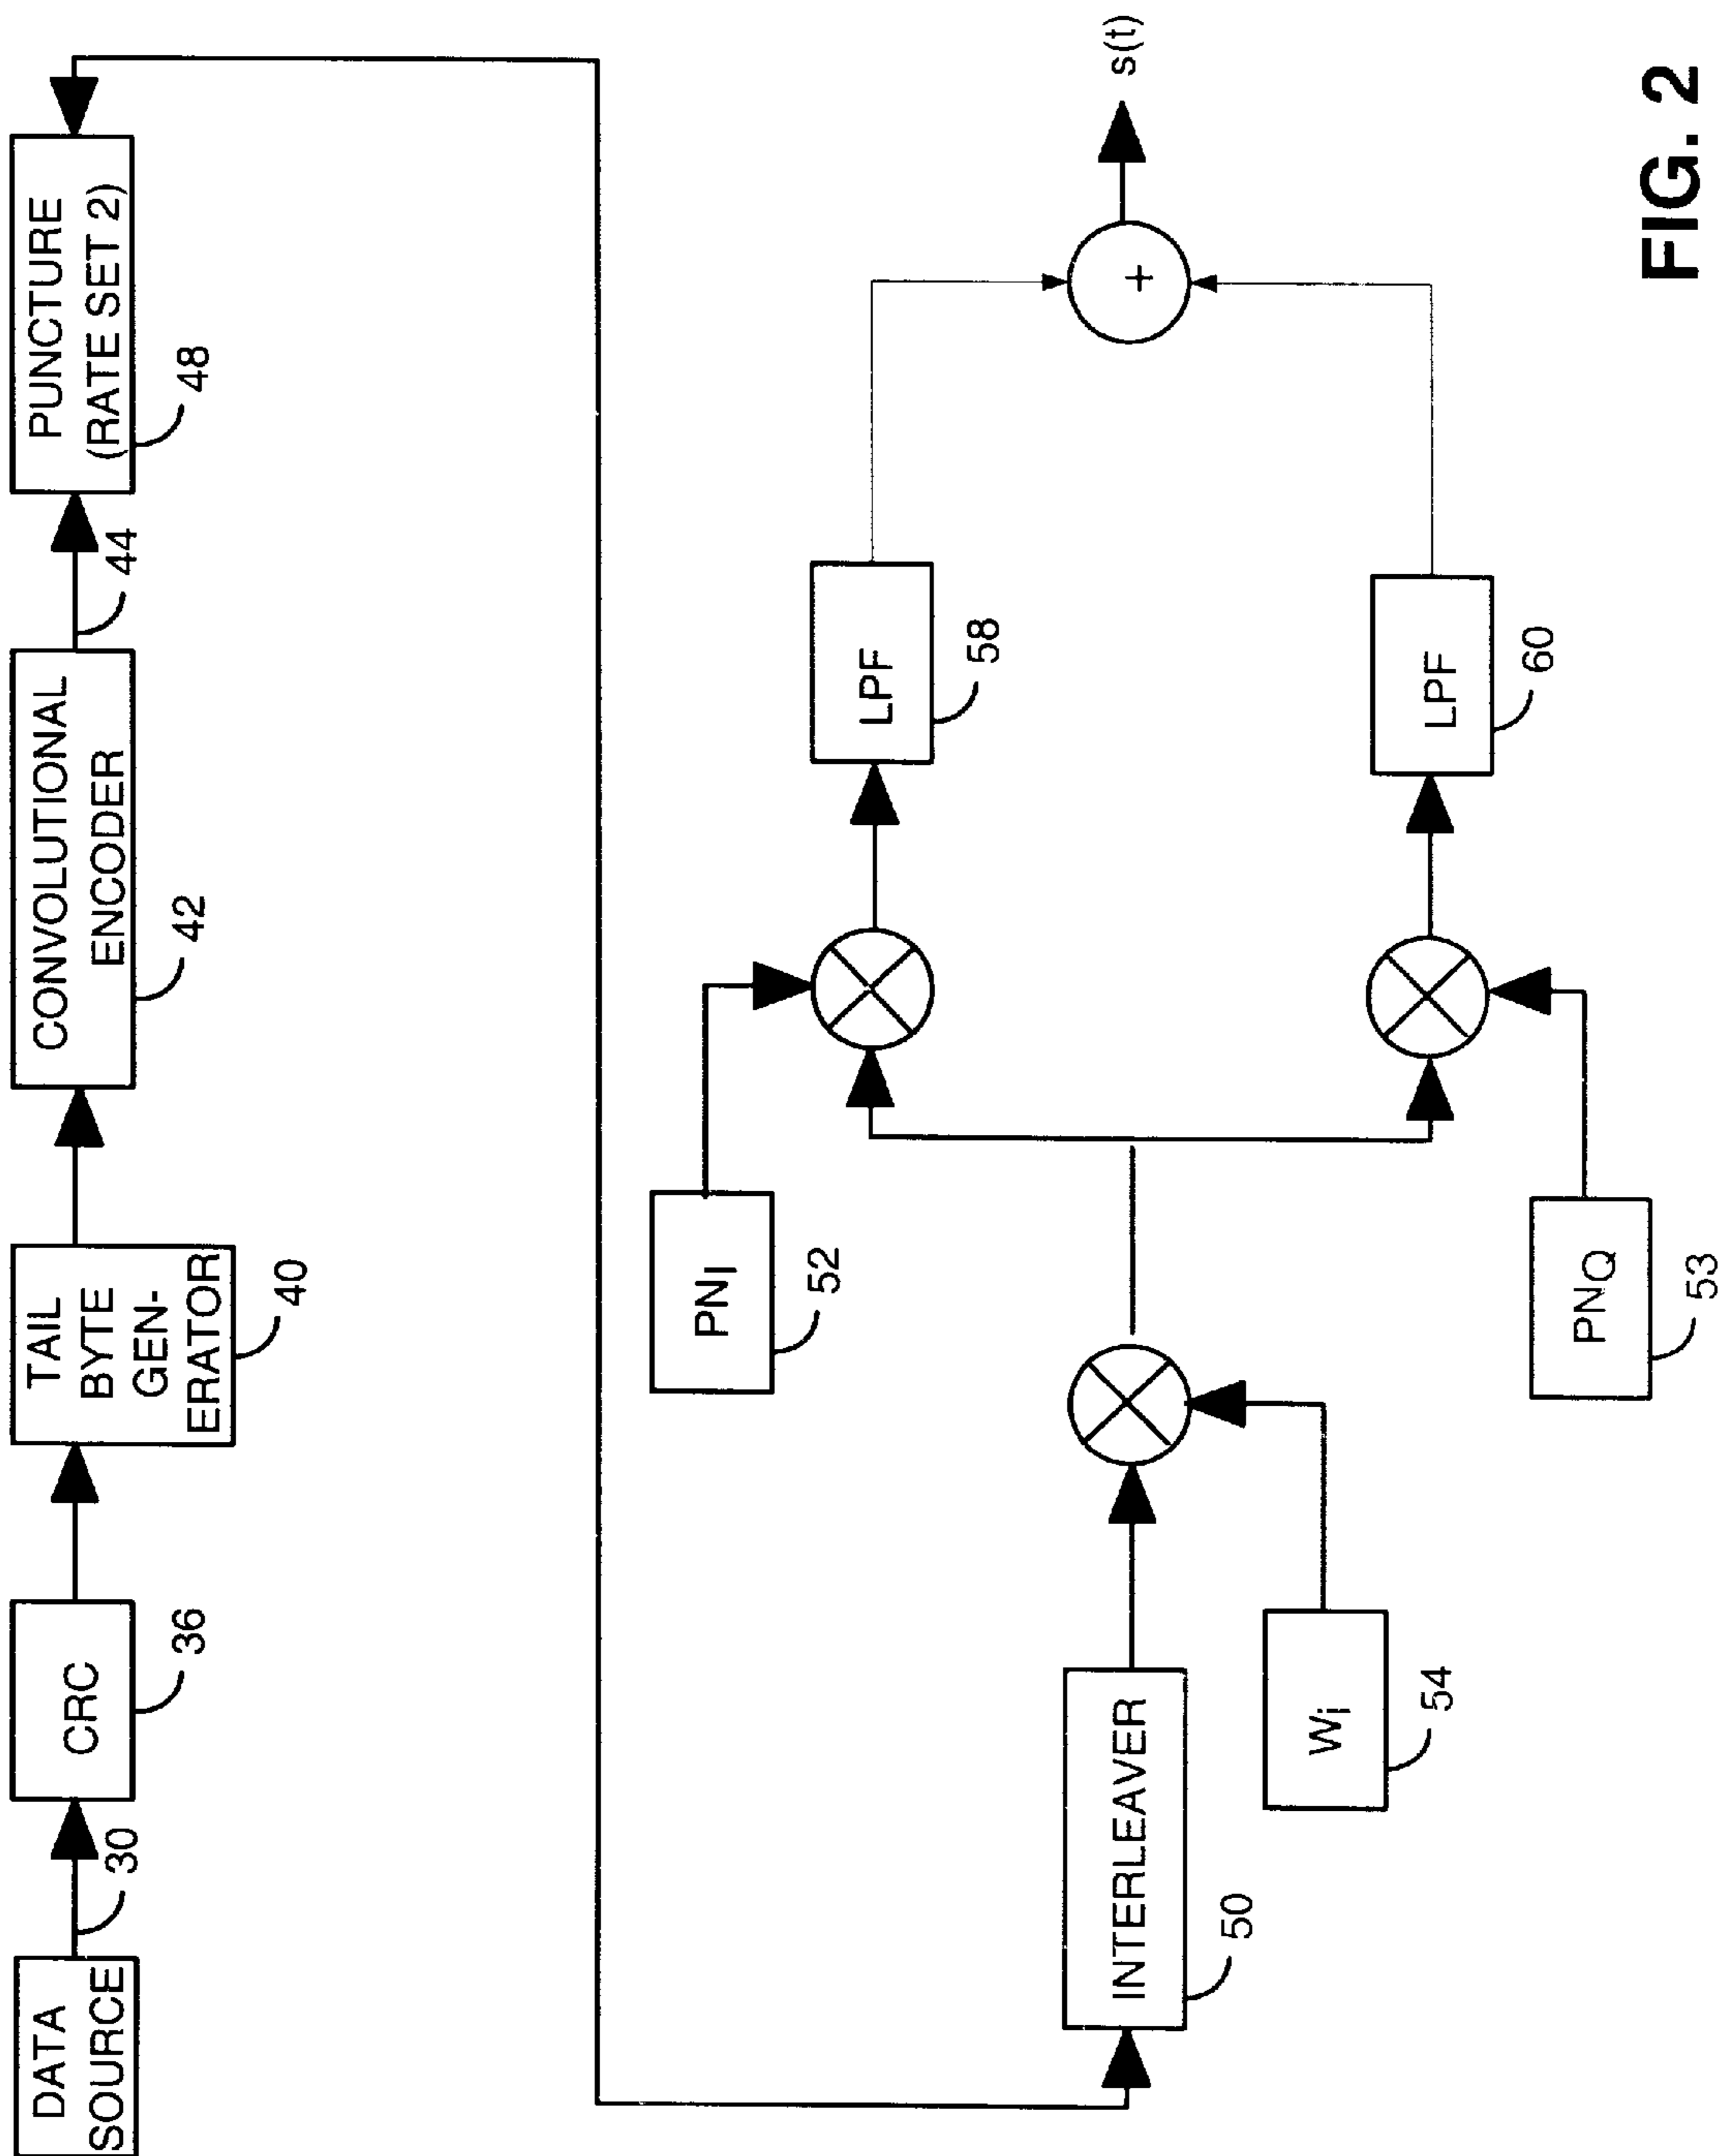 DATA
SOURCE
30
CRC
36
TAIL
BYTE
GEN-
ERATOR
40
CONVOLUTIONAL
ENCODER
42
44
PUNCTURE
(RATE SET 2)
48
INTERLEAVER
50
Wi
54
PNI
52
PNQ
53
LPF
58
LPF
60
+
s(t)
FIG. 2